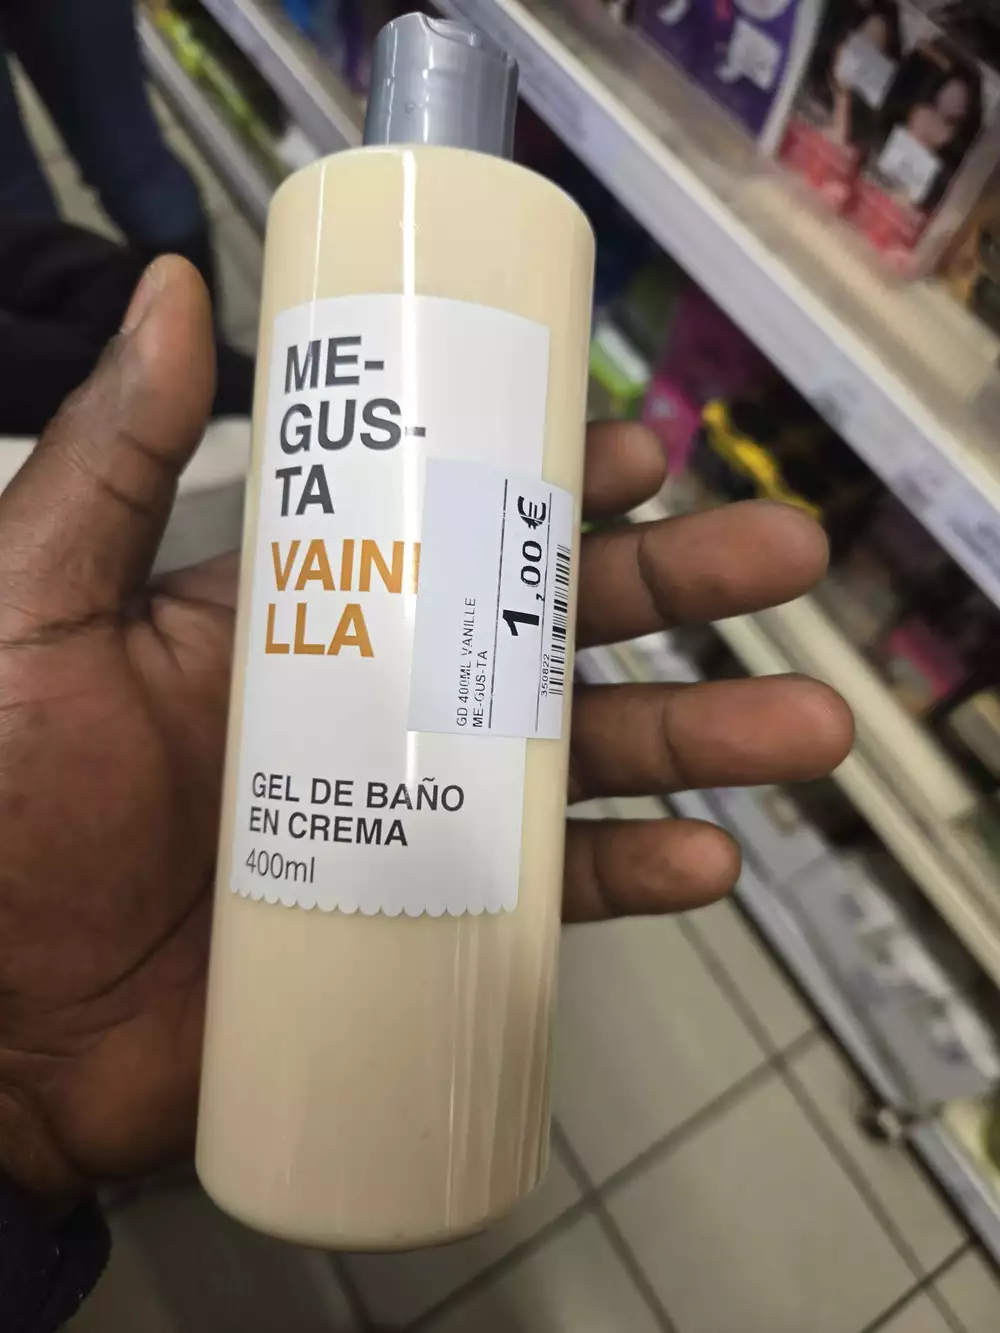 ME-
GUS-
TA
VAINI
LLA
GEL DE BAÑO
EN CREMA
400ml
GD 400ML VANILLE
ME-GUS-TA
1,00 €
350822